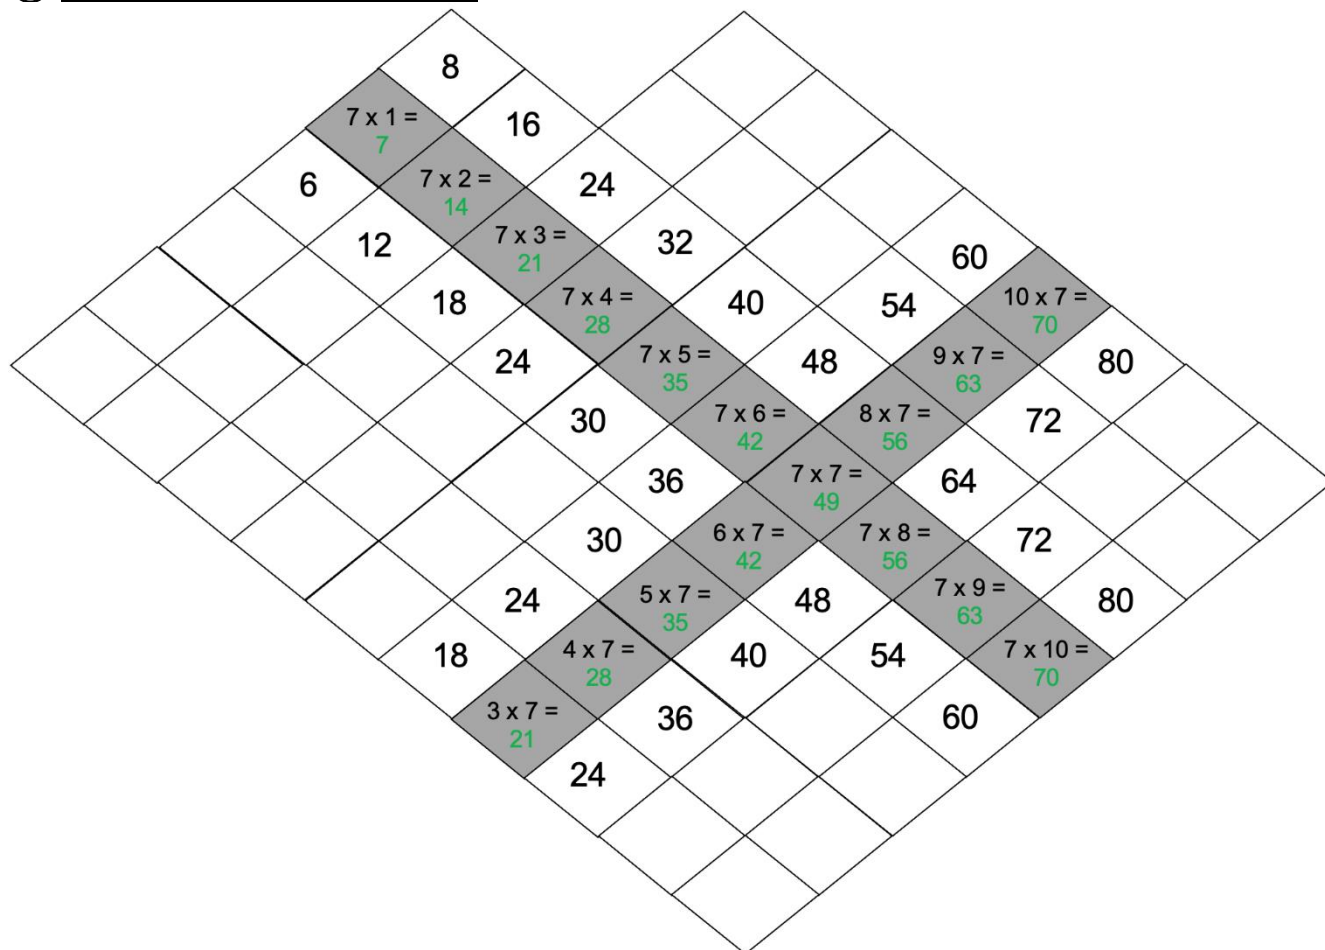 8
7 x 1 =
7
16
6
7 x 2 =
14
24
12
7 x 3 =
21
32
60
18
7 x 4 =
28
40
54
10 x 7 =
70
24
7 x 5 =
35
48
9 x 7 =
63
80
30
7 x 6 =
42
8 x 7 =
56
72
36
7 x 7 =
49
64
30
6 x 7 =
42
7 x 8 =
56
72
24
5 x 7 =
35
48
7 x 9 =
63
80
18
4 x 7 =
28
40
54
7 x 10 =
70
3 x 7 =
21
36
60
24